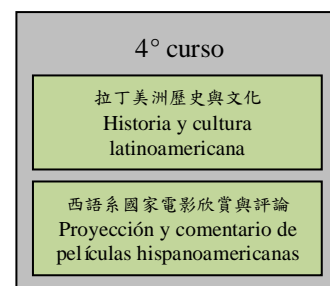 4° curso
拉丁美洲歷史與文化
Historia y cultura
latinoamericana
西語系國家電影欣賞與評論
Proyección y comentario de
películas hispanoamericanas